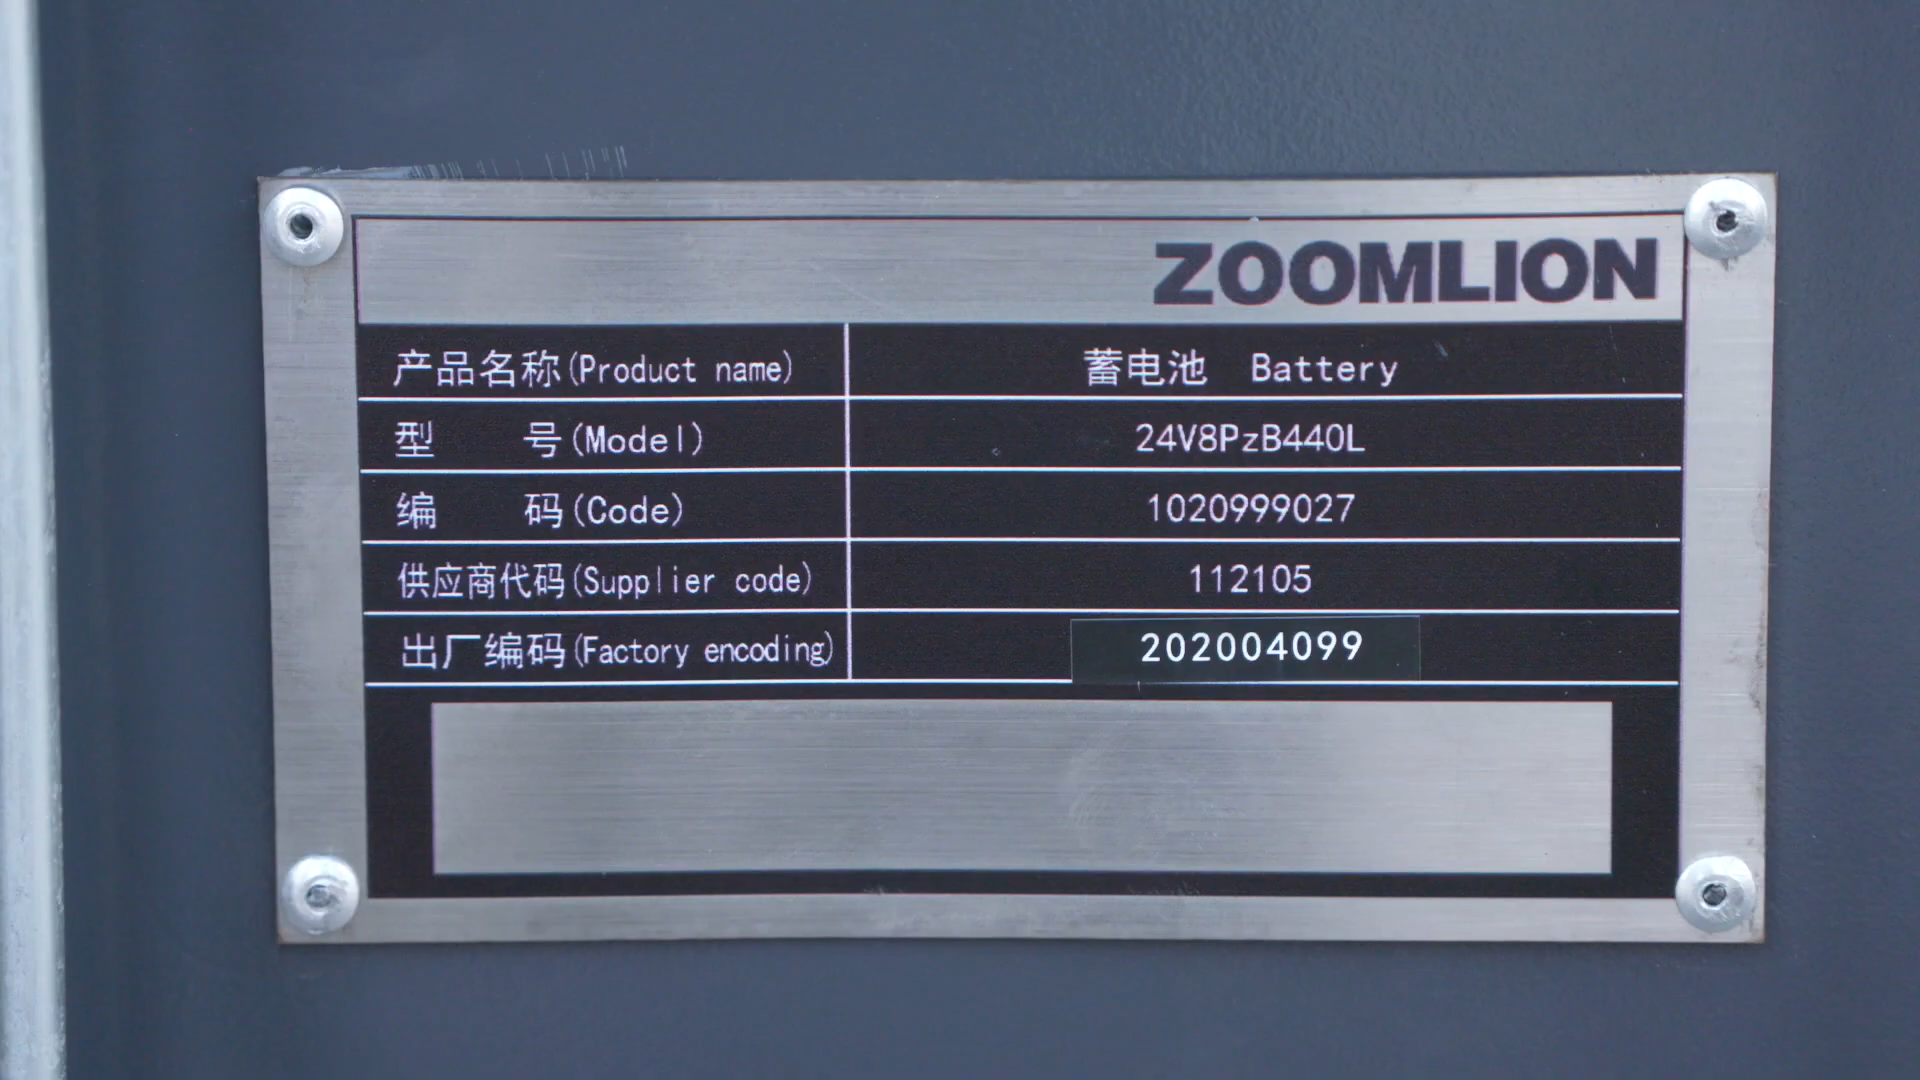 ZOOMLION
产品名称(Product name) 蓄电池 Battery
型 号(Model) 24V8PzB440L
编 码(Code) 1020999027
供应商代码(Supplier code) 112105
出厂编码(Factory encoding) 202004099